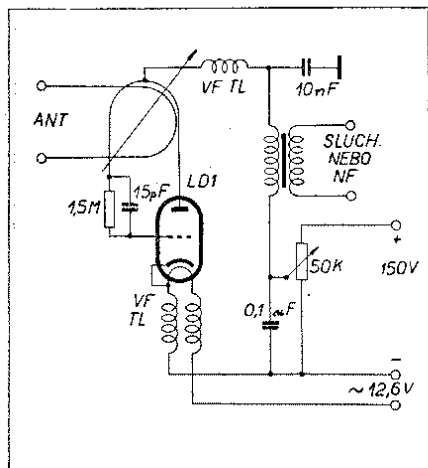 VF TL
10nF
ANT
SLUCH.
NEBO
NF
LD1
15pF
1,5M
+
50K
150V
VF
TL
0,1 µF
−
~12,6V